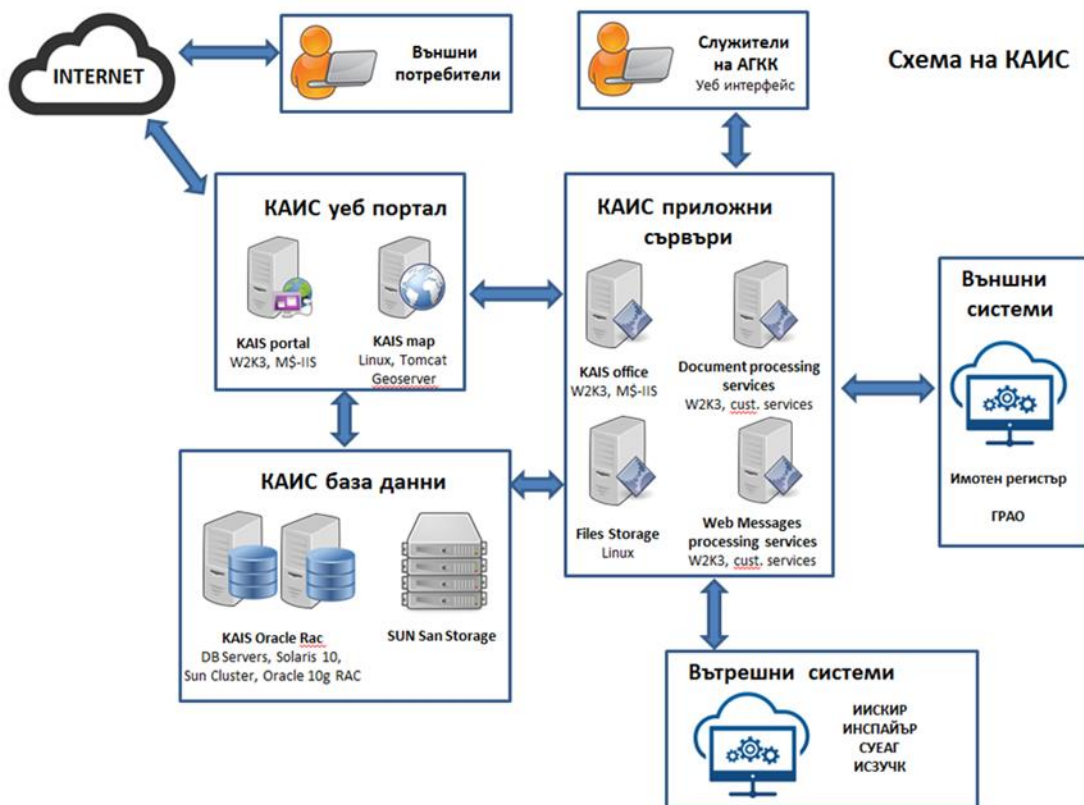 INTERNET
Външни
потребители
Служители
на АГКК
Уеб интерфейс
Схема на КАИС
КАИС уеб портал
KAIS portal
W2K3, M$-IIS
KAIS map
Linux, Tomcat
Geoserver
КАИС приложни
сървъри
KAIS office
W2K3, M$-IIS
Document processing
services
W2K3, cust. services
Files Storage
Linux
Web Messages
processing services
W2K3, cust. services
Външни
системи
Имотен регистър
ГРАО
КАИС база данни
KAIS Oracle Rac
DB Servers, Solaris 10,
Sun Cluster, Oracle 10g RAC
SUN San Storage
Вътрешни системи
ИИСКИР
ИНСПАЙЪР
СУЕАГ
ИСЗУЧК